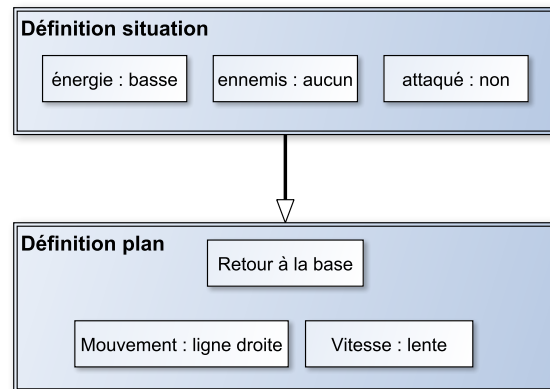 Définition situation
énergie : basse
ennemis : aucun
attaqué : non
Définition plan
Retour à la base
Mouvement : ligne droite
Vitesse : lente